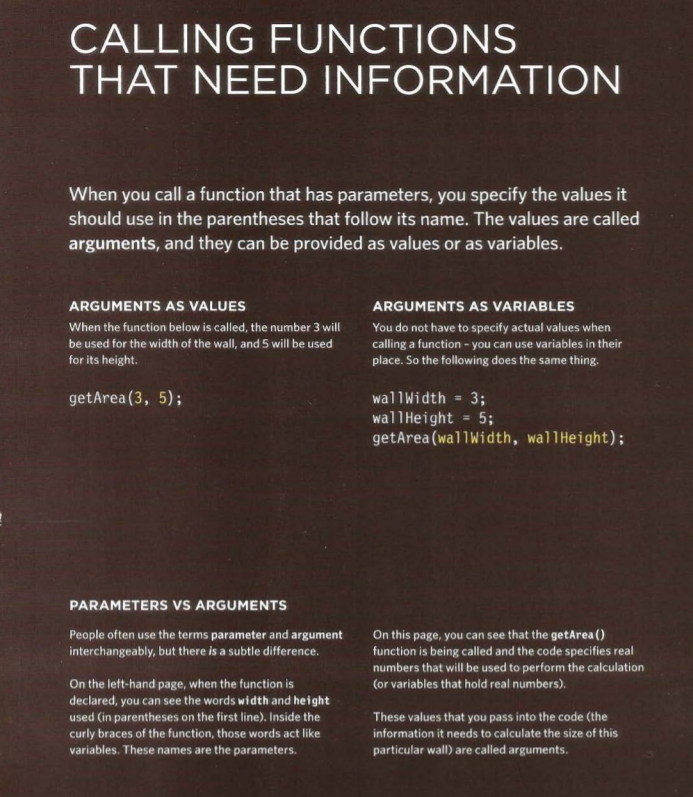 CALLING FUNCTIONS
THAT NEED INFORMATION
When you call a function that has parameters, you specify the values it
should use in the parentheses that follow its name. The values are called
arguments, and they can be provided as values or as variables.
ARGUMENTS AS VALUES
When the function below is called, the number 3 will
be used for the width of the wall, and 5 will be used
for its height.
getArea(3, 5);
ARGUMENTS AS VARIABLES
You do not have to specify actual values when
calling a function – you can use variables in their
place. So the following does the same thing.
wallWidth = 3;
wallHeight = 5;
getArea(wallWidth, wallHeight);
PARAMETERS VS ARGUMENTS
People often use the terms parameter and argument
interchangeably, but there is a subtle difference.
On the left-hand page, when the function is
declared, you can see the words width and height
used (in parentheses on the first line). Inside the
curly braces of the function, those words act like
variables. These names are the parameters.
On this page, you can see that the getArea()
function is being called and the code specifies real
numbers that will be used to perform the calculation
(or variables that hold real numbers).
These values that you pass into the code (the
information it needs to calculate the size of this
particular wall) are called arguments.